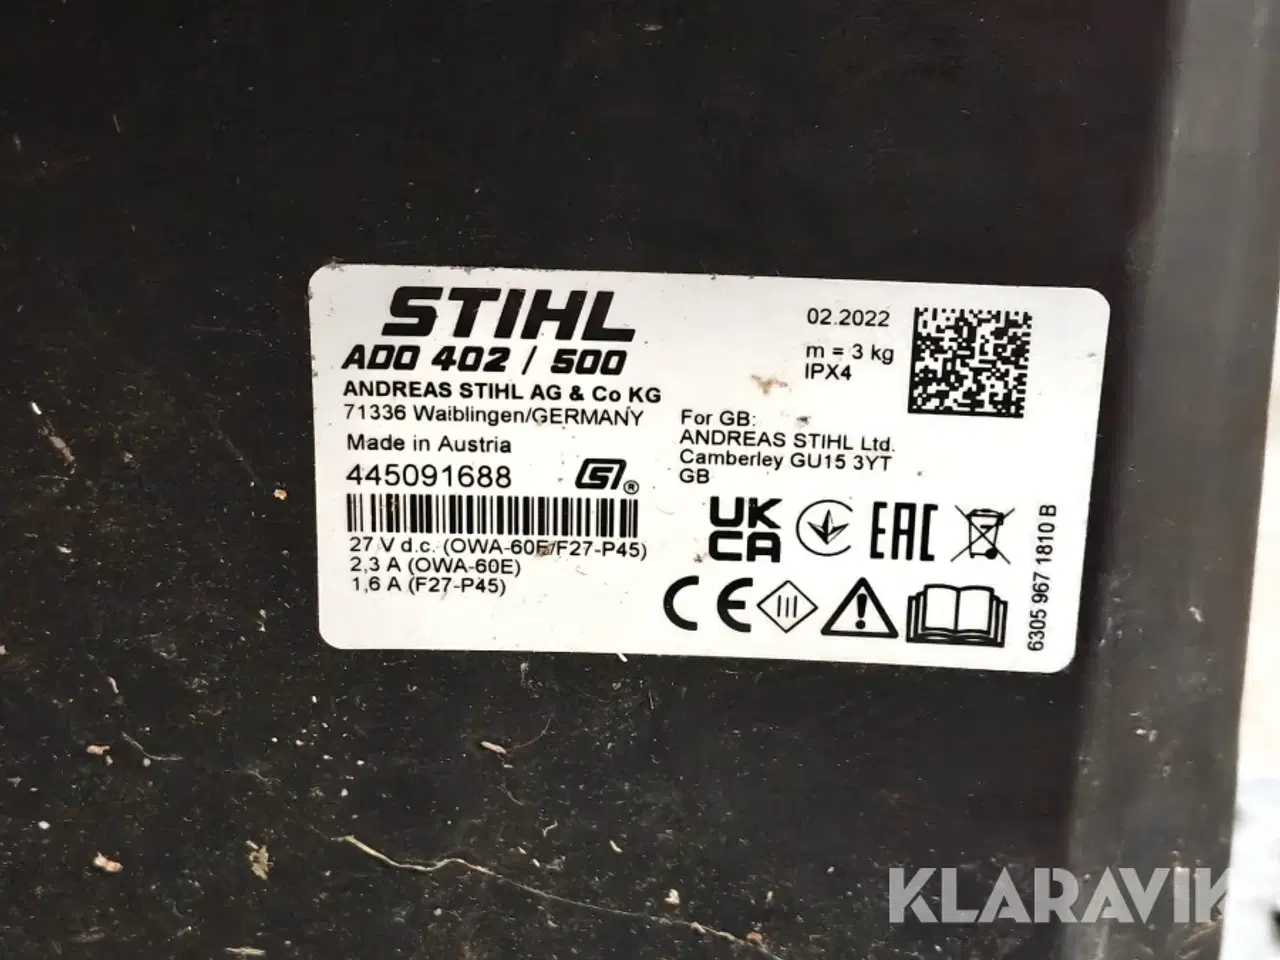 STIHL
ADO 402 / 500
ANDREAS STIHL AG & Co KG
71336 Waiblingen/GERMANY
Made in Austria
445091688
27 V d.c. (OWA-60E/F27-P45)
2,3 A (OWA-60E)
1,6 A (F27-P45)
02.2022
m = 3 kg
IPX4
For GB:
ANDREAS STIHL Ltd.
Camberley GU15 3YT
GB
UK
CA
EAC
CE
III
6305 967 1810 B
KLARAVIK